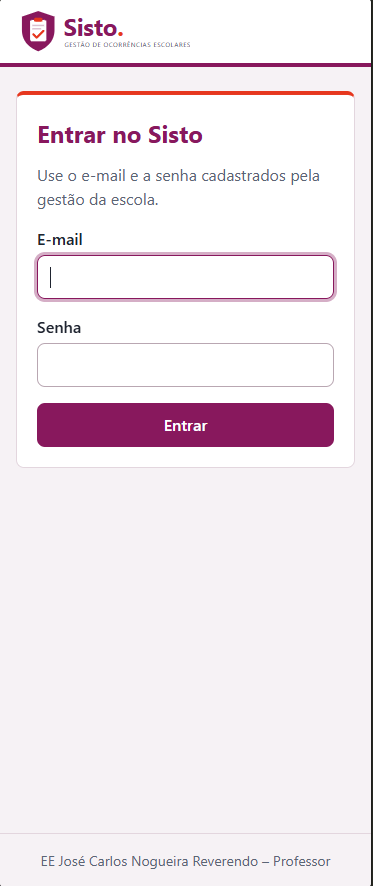 Sisto.
GESTÃO DE OCORRÊNCIAS ESCOLARES
Entrar no Sisto
Use o e-mail e a senha cadastrados pela
gestão da escola.
E-mail
Senha
Entrar
EE José Carlos Nogueira Reverendo – Professor